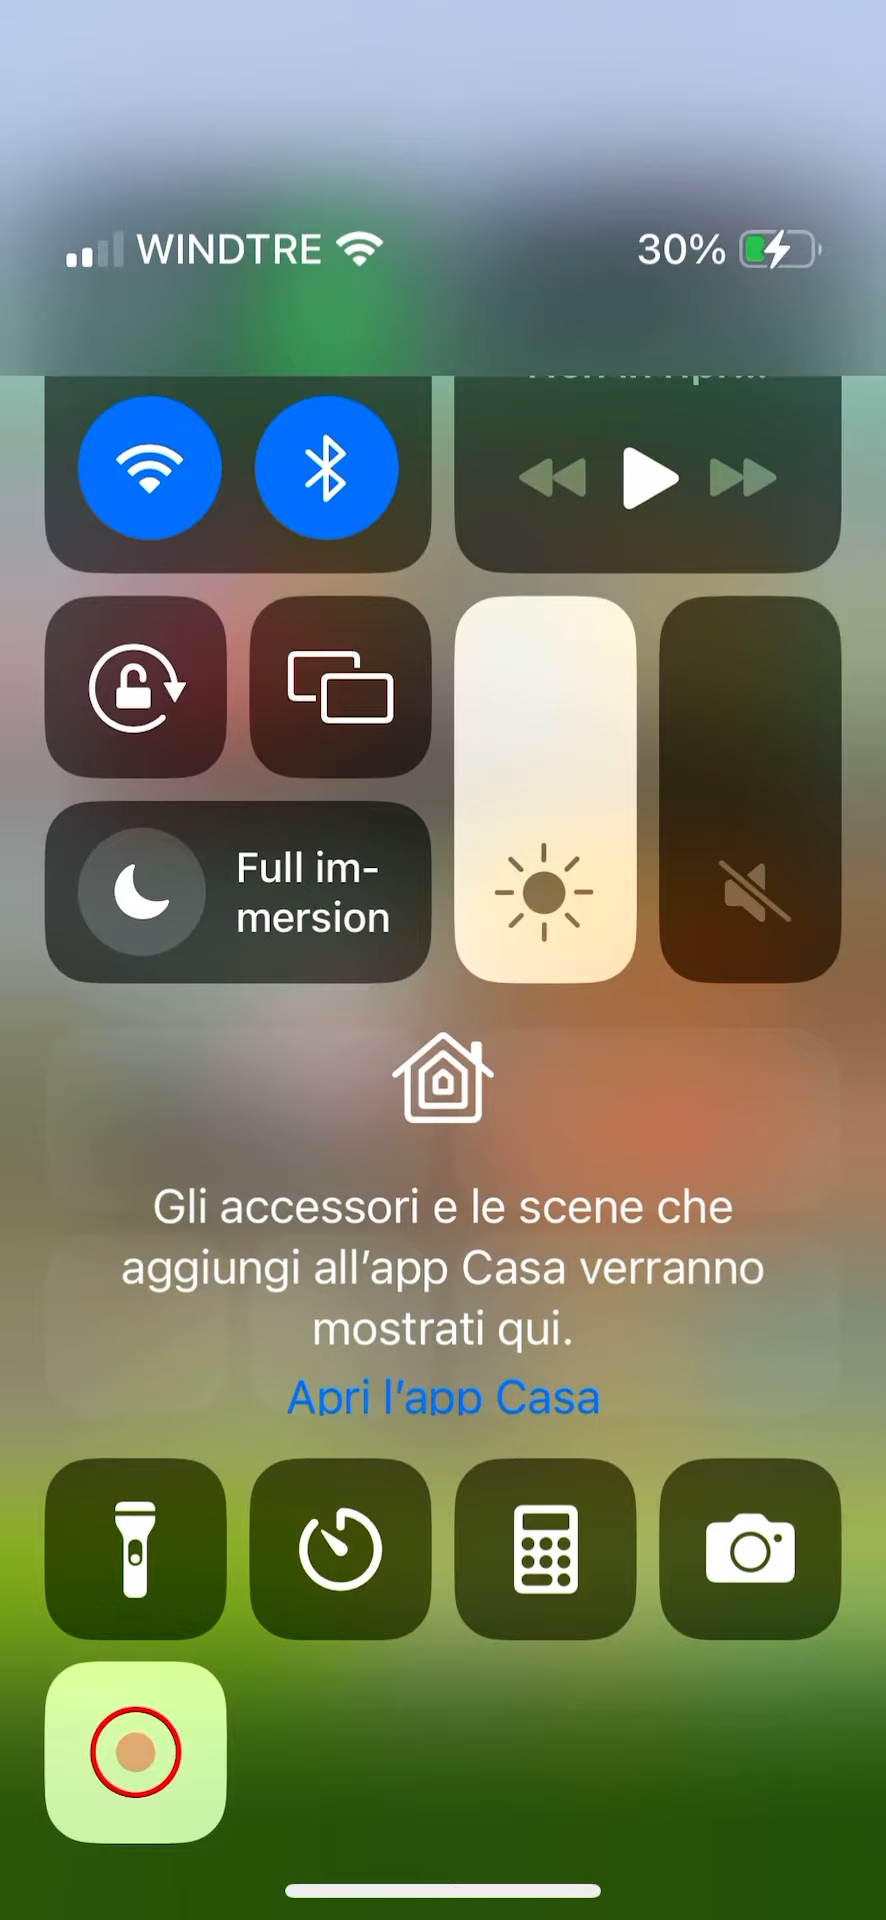 WINDTRE 30%
Full im-
mersion
Gli accessori e le scene che
aggiungi all’app Casa verranno
mostrati qui.
Apri l’app Casa